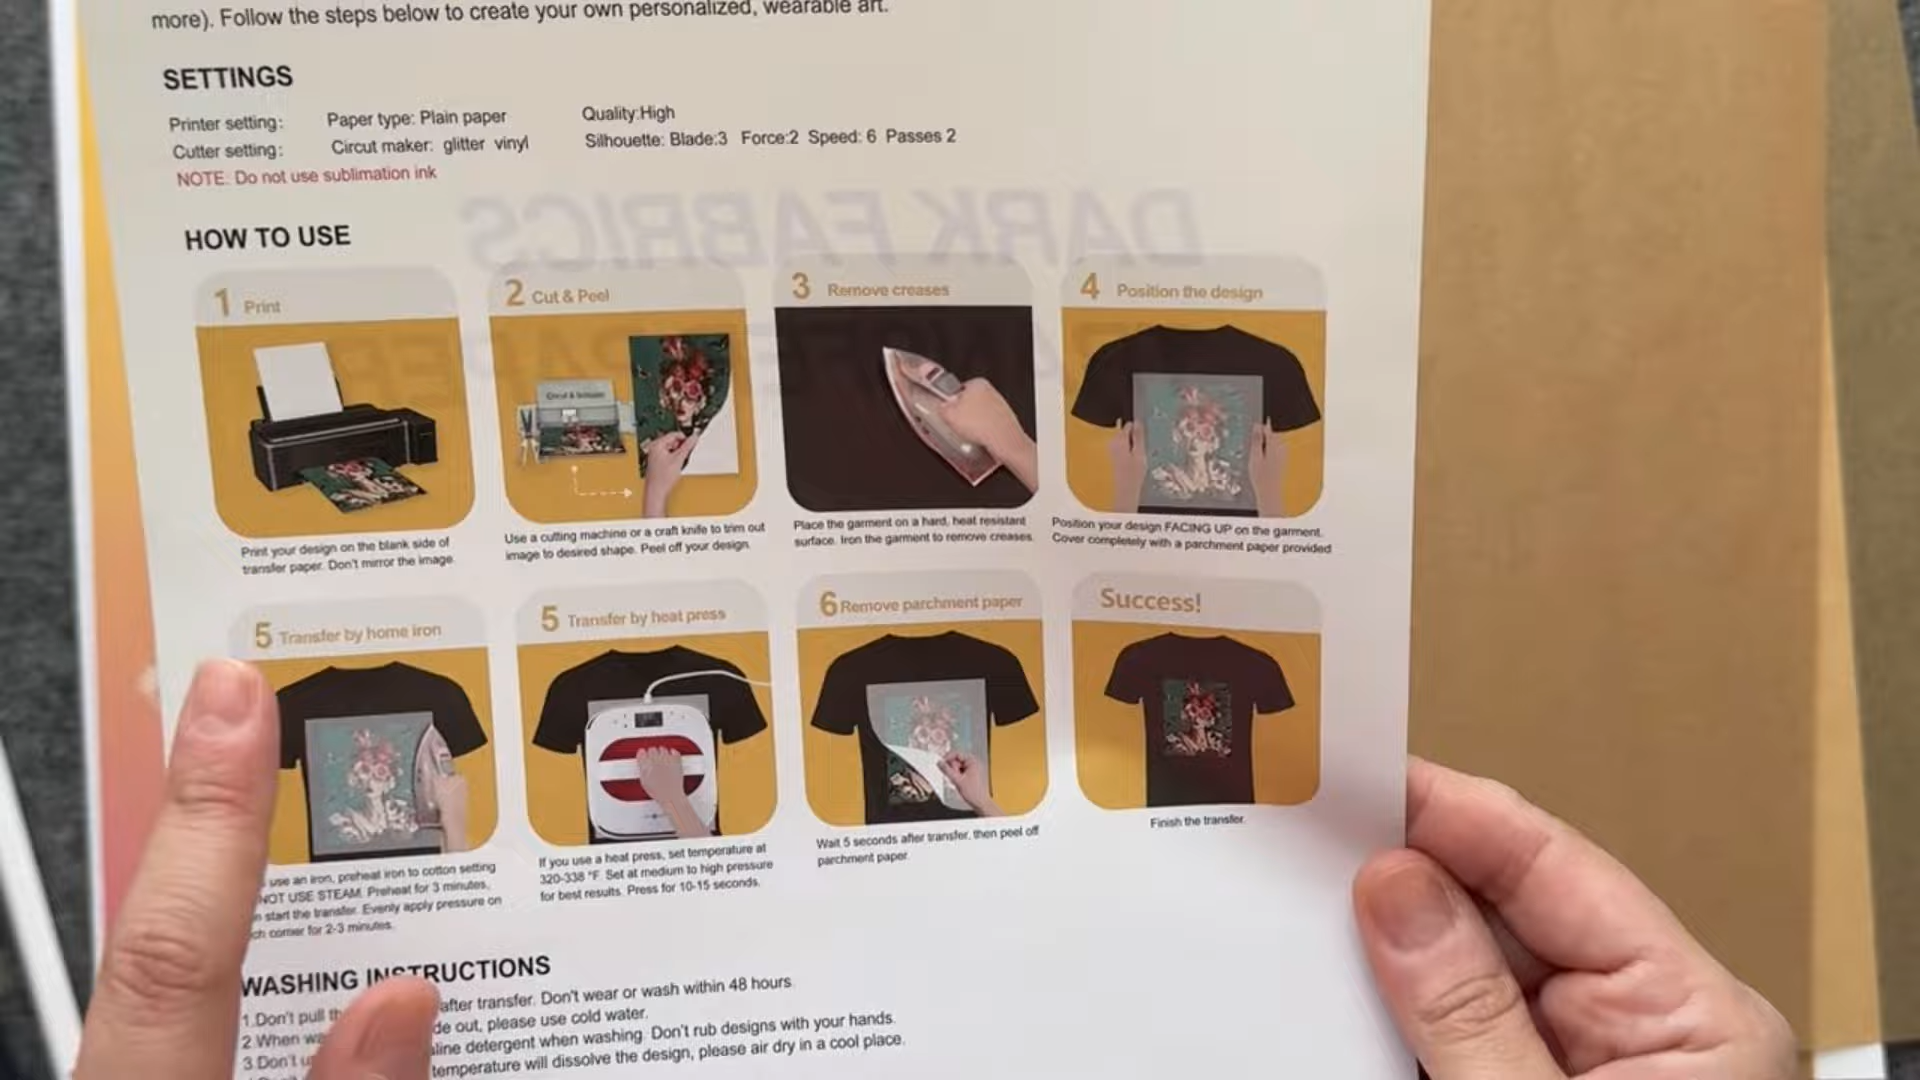 more). Follow the steps below to create your own personalized, wearable art.
SETTINGS
Printer setting: Paper type: Plain paper Quality:High
Cutter setting: Circut maker: glitter vinyl Silhouette: Blade:3 Force:2 Speed: 6 Passes 2
NOTE: Do not use sublimation ink
DARK FABRICS
HOW TO USE
1 Print
2 Cut & Peel
3 Remove creases
4 Position the design
Print your design on the blank side of
transfer paper. Don't mirror the image.
Use a cutting machine or a craft knife to trim out
image to desired shape. Peel off your design.
Place the garment on a hard, heat resistant
surface. Iron the garment to remove creases.
Position your design FACING UP on the garment.
Cover completely with a parchment paper provided
5 Transfer by home iron
5 Transfer by heat press
6 Remove parchment paper
Success!
use an iron, preheat iron to cotton setting
NOT USE STEAM. Preheat for 3 minutes,
start the transfer. Evenly apply pressure on
corner for 2-3 minutes.
If you use a heat press, set temperature at
320-338 °F. Set at medium to high pressure
for best results. Press for 10-15 seconds.
Wait 5 seconds after transfer, then peel off
parchment paper.
Finish the transfer.
WASHING INSTRUCTIONS
1.Don't pull after transfer. Don't wear or wash within 48 hours.
2.When out, please use cold water.
3.Don't detergent when washing. Don't rub designs with your hands.
temperature will dissolve the design, please air dry in a cool place.